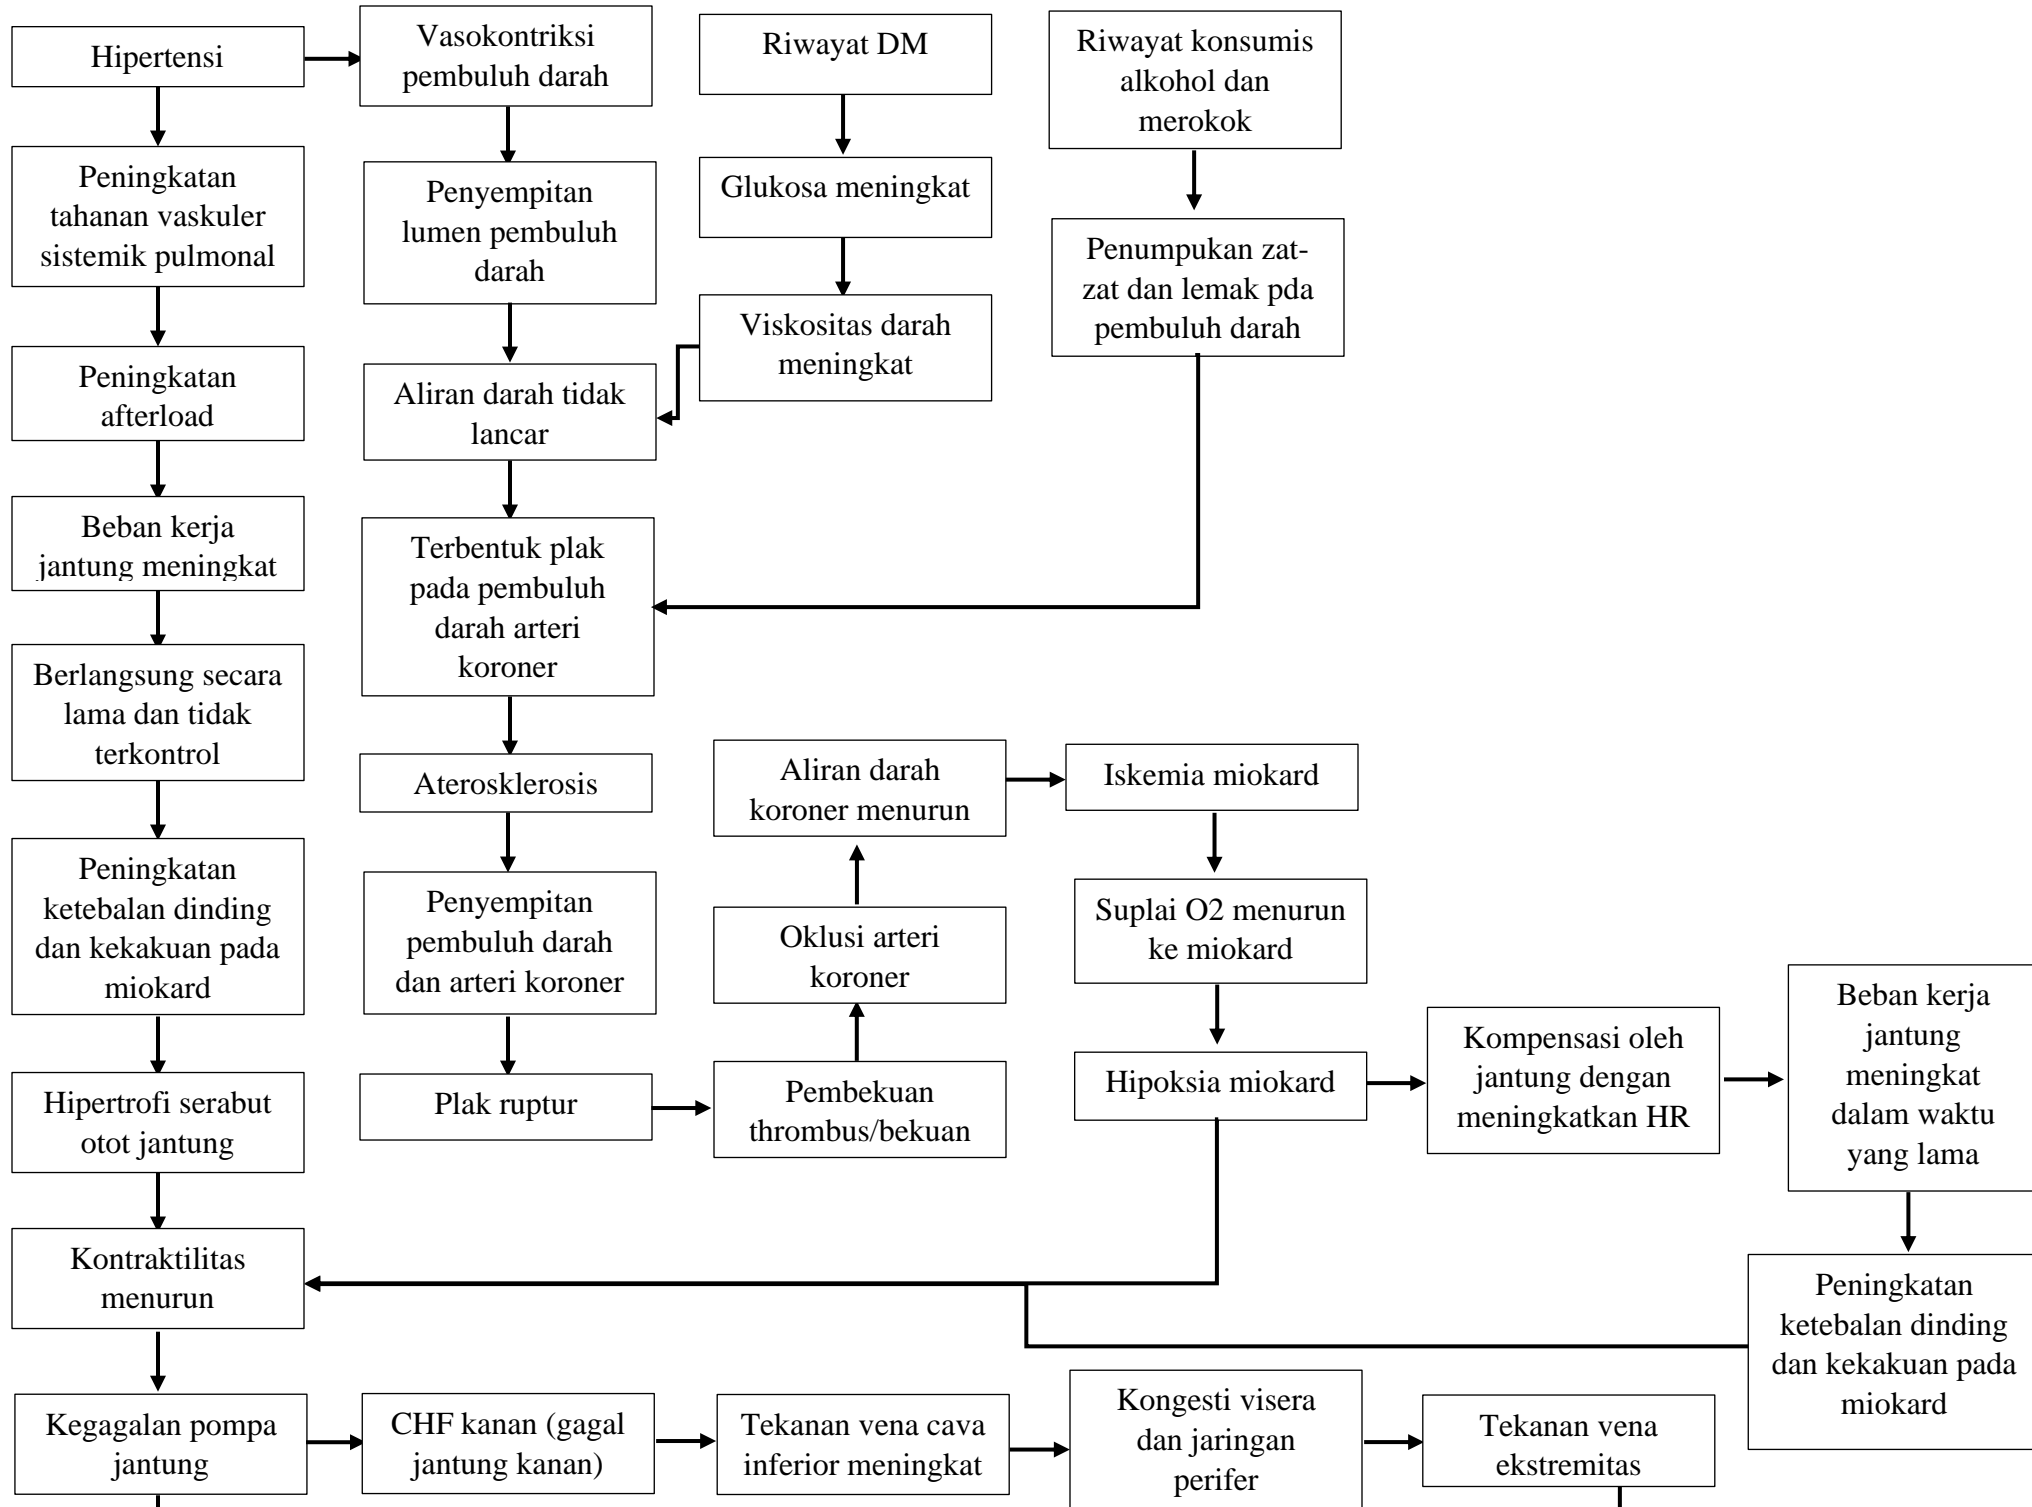 Hipertensi
Vasokontriksi
pembuluh darah
Riwayat DM
Riwayat konsumis
alkohol dan
merokok
Peningkatan
tahanan vaskuler
sistemik pulmonal
Penyempitan
lumen pembuluh
darah
Glukosa meningkat
Penumpukan zat-
zat dan lemak pda
pembuluh darah
Viskositas darah
meningkat
Peningkatan
afterload
Aliran darah tidak
lancar
Beban kerja
jantung meningkat
Terbentuk plak
pada pembuluh
darah arteri
koroner
Berlangsung secara
lama dan tidak
terkontrol
Aterosklerosis
Aliran darah
koroner menurun
Iskemia miokard
Peningkatan
ketebalan dinding
dan kekakuan pada
miokard
Penyempitan
pembuluh darah
dan arteri koroner
Oklusi arteri
koroner
Suplai O2 menurun
ke miokard
Hipertrofi serabut
otot jantung
Plak ruptur
Pembekuan
thrombus/bekuan
Hipoksia miokard
Kompensasi oleh
jantung dengan
meningkatkan HR
Beban kerja
jantung
meningkat
dalam waktu
yang lama
Kontraktilitas
menurun
Peningkatan
ketebalan dinding
dan kekakuan pada
miokard
Kegagalan pompa
jantung
CHF kanan (gagal
jantung kanan)
Tekanan vena cava
inferior meningkat
Kongesti visera
dan jaringan
perifer
Tekanan vena
ekstremitas